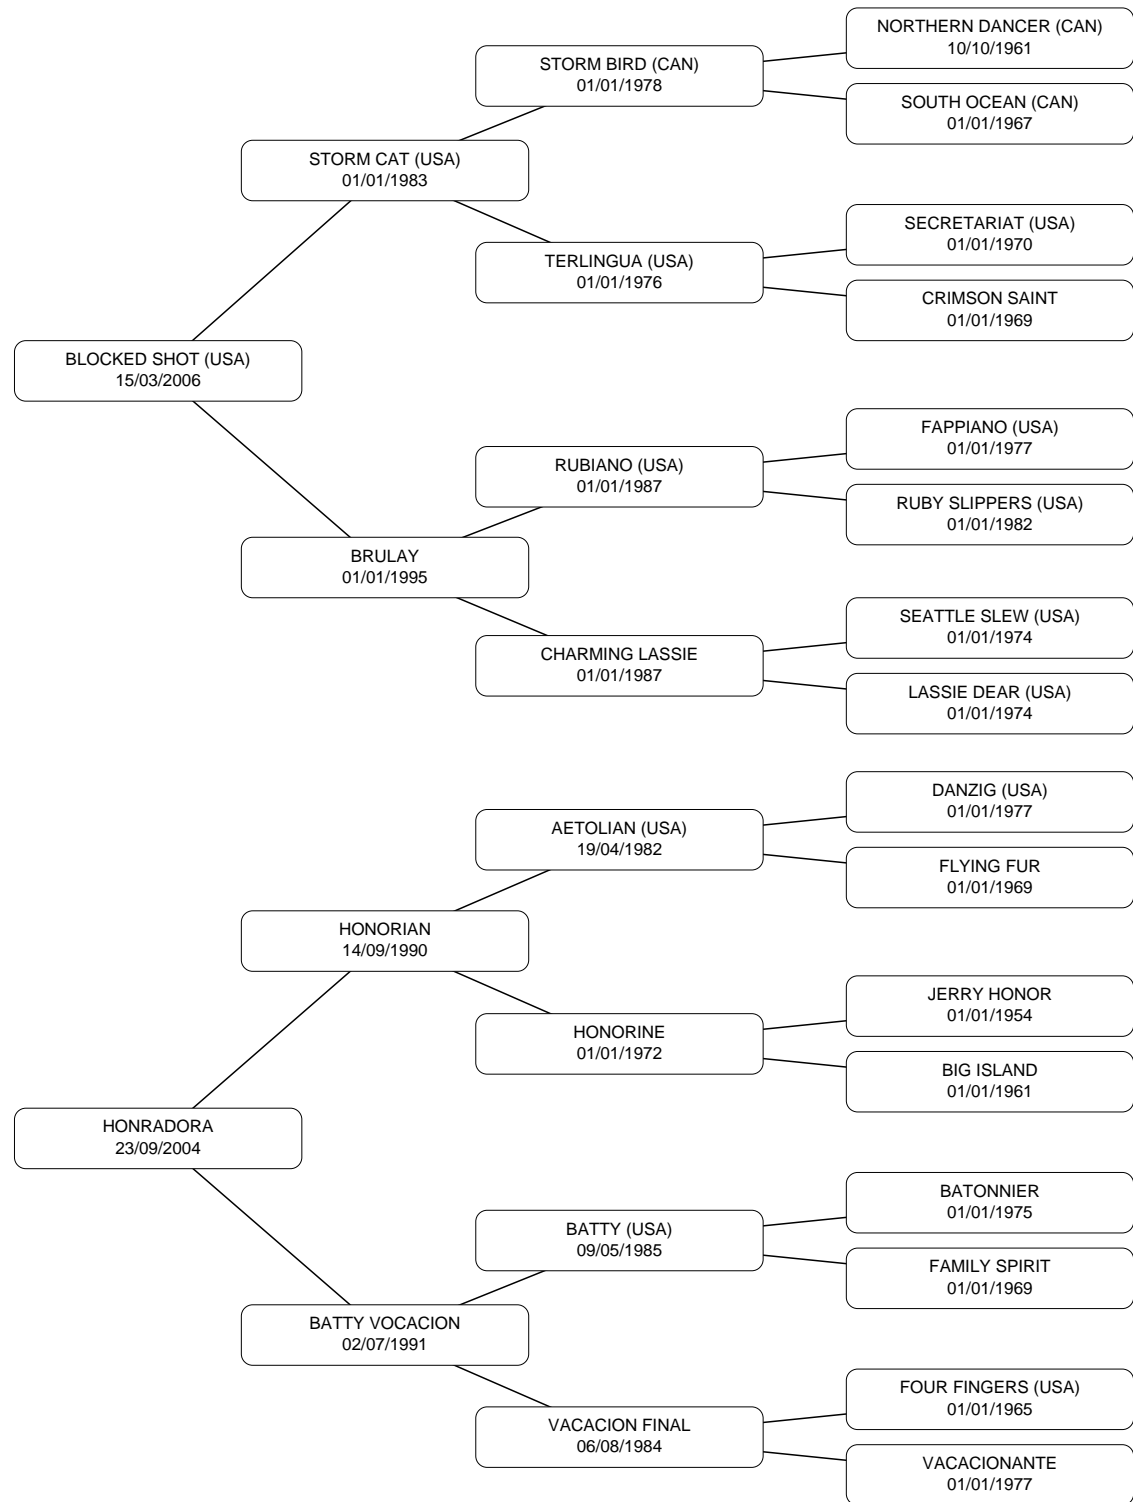 NORTHERN DANCER (CAN)
10/10/1961
STORM BIRD (CAN)
01/01/1978
SOUTH OCEAN (CAN)
01/01/1967
STORM CAT (USA)
01/01/1983
SECRETARIAT (USA)
01/01/1970
TERLINGUA (USA)
01/01/1976
CRIMSON SAINT
01/01/1969
BLOCKED SHOT (USA)
15/03/2006
FAPPIANO (USA)
01/01/1977
RUBIANO (USA)
01/01/1987
RUBY SLIPPERS (USA)
01/01/1982
BRULAY
01/01/1995
SEATTLE SLEW (USA)
01/01/1974
CHARMING LASSIE
01/01/1987
LASSIE DEAR (USA)
01/01/1974
DANZIG (USA)
01/01/1977
AETOLIAN (USA)
19/04/1982
FLYING FUR
01/01/1969
HONORIAN
14/09/1990
JERRY HONOR
01/01/1954
HONORINE
01/01/1972
BIG ISLAND
01/01/1961
HONRADORA
23/09/2004
BATONNIER
01/01/1975
BATTY (USA)
09/05/1985
FAMILY SPIRIT
01/01/1969
BATTY VOCACION
02/07/1991
FOUR FINGERS (USA)
01/01/1965
VACACION FINAL
06/08/1984
VACACIONANTE
01/01/1977